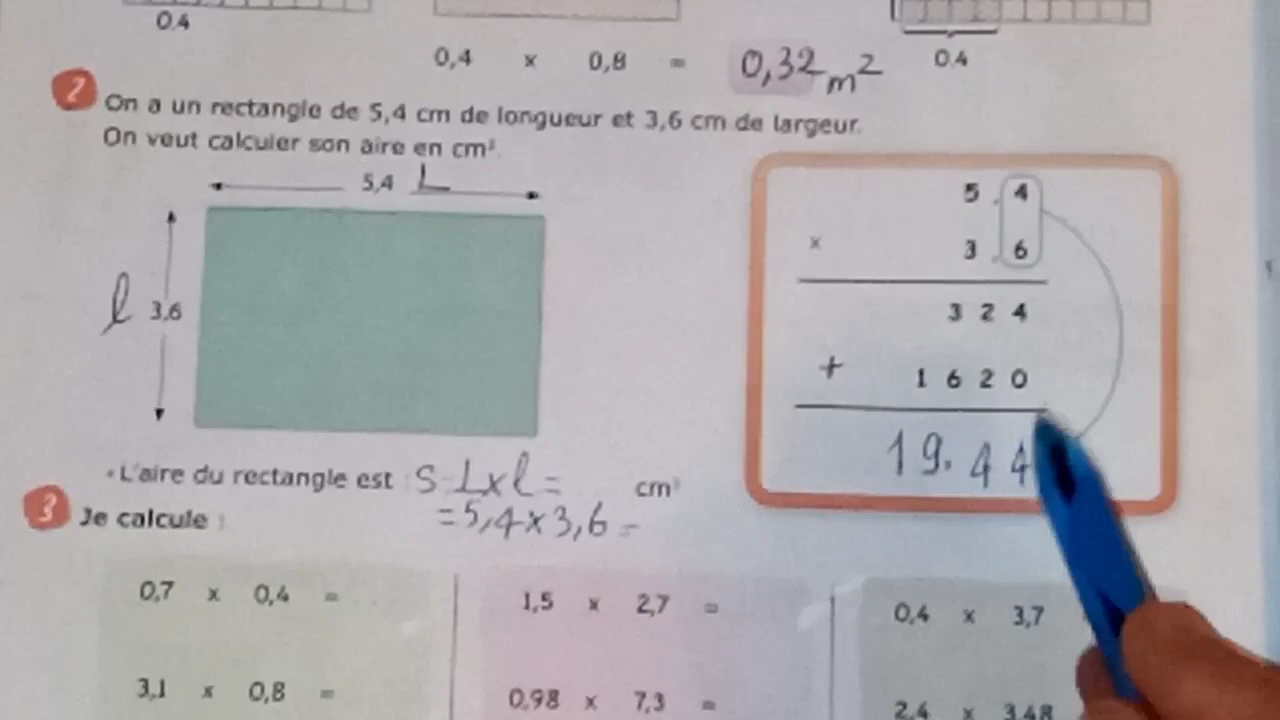 0,4
0,4
0,4 x 0,8 = 0,32 m²
2 On a un rectangle de 5,4 cm de longueur et 3,6 cm de largeur.
On veut calculer son aire en cm².
5,4 L
l 3,6
5.4
x 3.6
3 2 4
+ 1 6 2 0
19.44
• L'aire du rectangle est S=L×l= cm²
=5,4×3,6=
3 Je calcule :
0,7 x 0,4 =
1,5 x 2,7 =
0,4 x 3,7
3,1 x 0,8 =
0,98 x 7,3 =
2,4 x 3,48